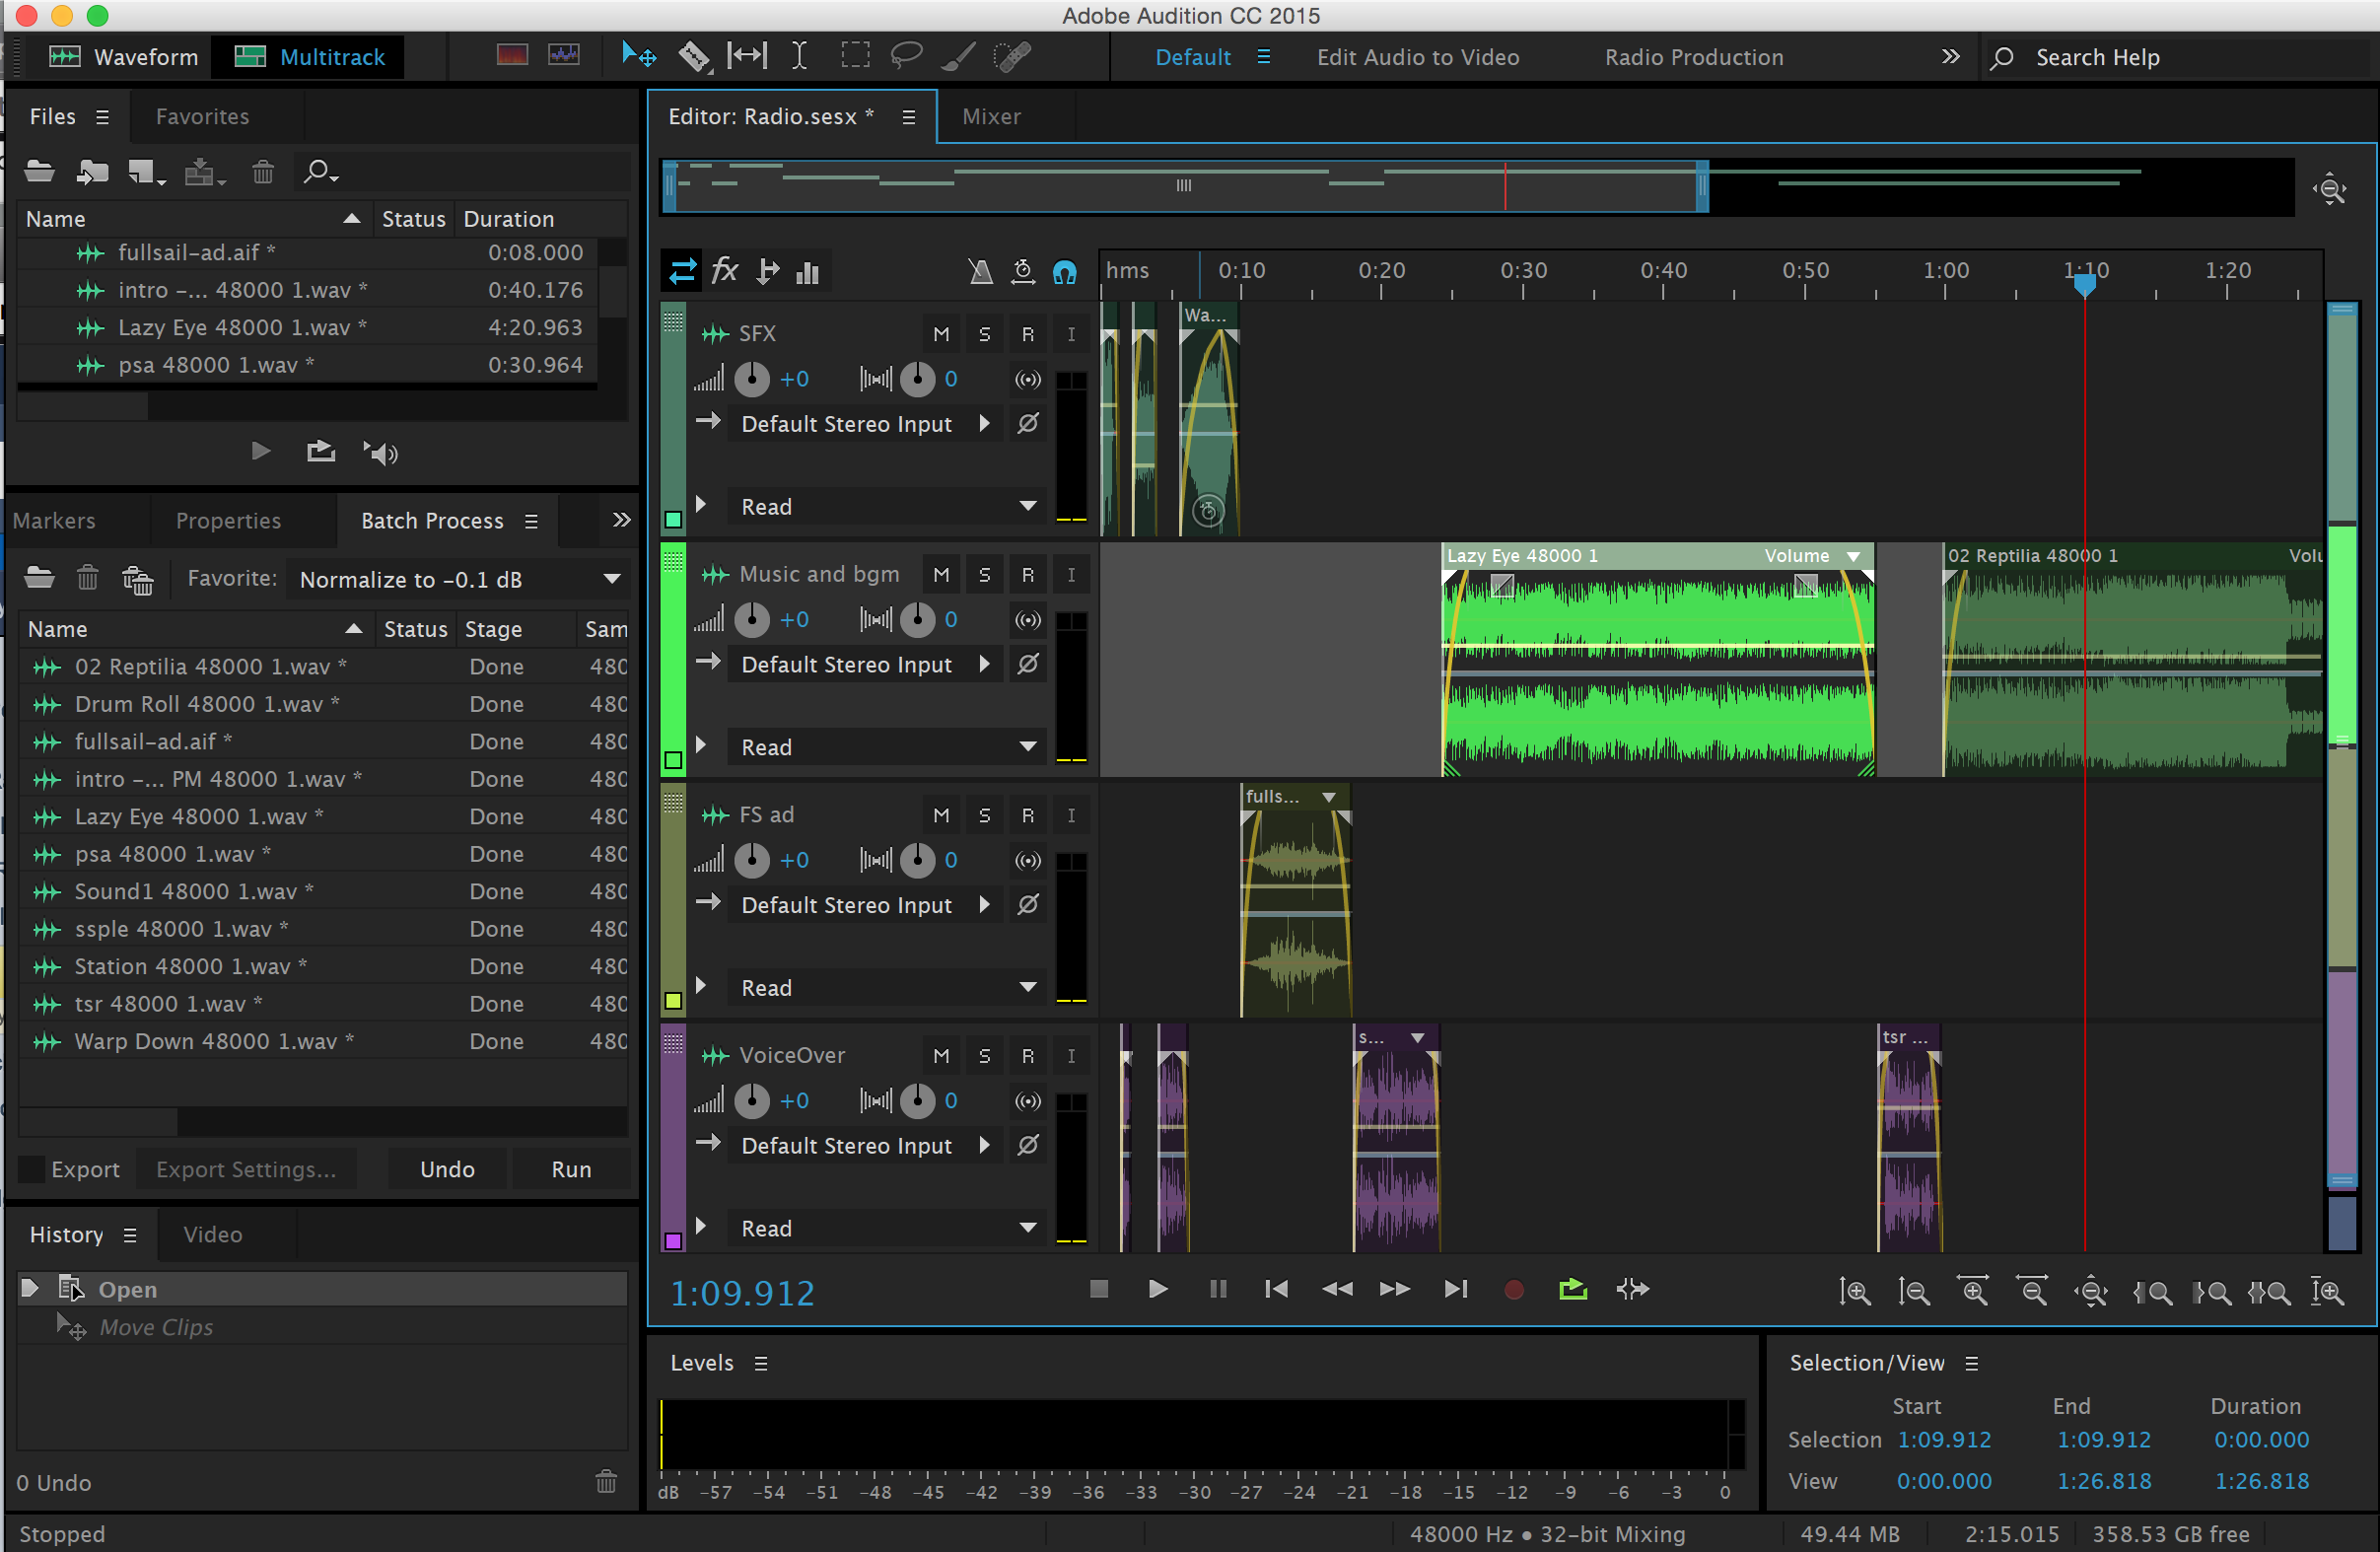 Adobe Audition CC 2015
Waveform Multitrack Default Edit Audio to Video Radio Production Search Help
Files Favorites
Name Status Duration
fullsail-ad.aif * 0:08.000
intro -... 48000 1.wav * 0:40.176
Lazy Eye 48000 1.wav * 4:20.963
psa 48000 1.wav * 0:30.964
Markers Properties Batch Process
Favorite: Normalize to -0.1 dB
Name Status Stage Sam
02 Reptilia 48000 1.wav * Done 480
Drum Roll 48000 1.wav * Done 480
fullsail-ad.aif * Done 480
intro -... PM 48000 1.wav * Done 480
Lazy Eye 48000 1.wav * Done 480
psa 48000 1.wav * Done 480
Sound1 48000 1.wav * Done 480
ssple 48000 1.wav * Done 480
Station 48000 1.wav * Done 480
tsr 48000 1.wav * Done 480
Warp Down 48000 1.wav * Done 480
Export Export Settings... Undo Run
History Video
Open
Move Clips
0 Undo
Editor: Radio.sesx * Mixer
fx hms 0:10 0:20 0:30 0:40 0:50 1:00 1:10 1:20
SFX M S R I Wa...
+0 0
Default Stereo Input
Read
Music and bgm M S R I Lazy Eye 48000 1 Volume 02 Reptilia 48000 1 Volu
+0 0
Default Stereo Input
Read
FS ad M S R I fulls...
+0 0
Default Stereo Input
Read
VoiceOver M S R I s... tsr ...
+0 0
Default Stereo Input
Read
1:09.912
Levels
dB -57 -54 -51 -48 -45 -42 -39 -36 -33 -30 -27 -24 -21 -18 -15 -12 -9 -6 -3 0
Selection/View
Start End Duration
Selection 1:09.912 1:09.912 0:00.000
View 0:00.000 1:26.818 1:26.818
Stopped 48000 Hz ● 32-bit Mixing 49.44 MB 2:15.015 358.53 GB free